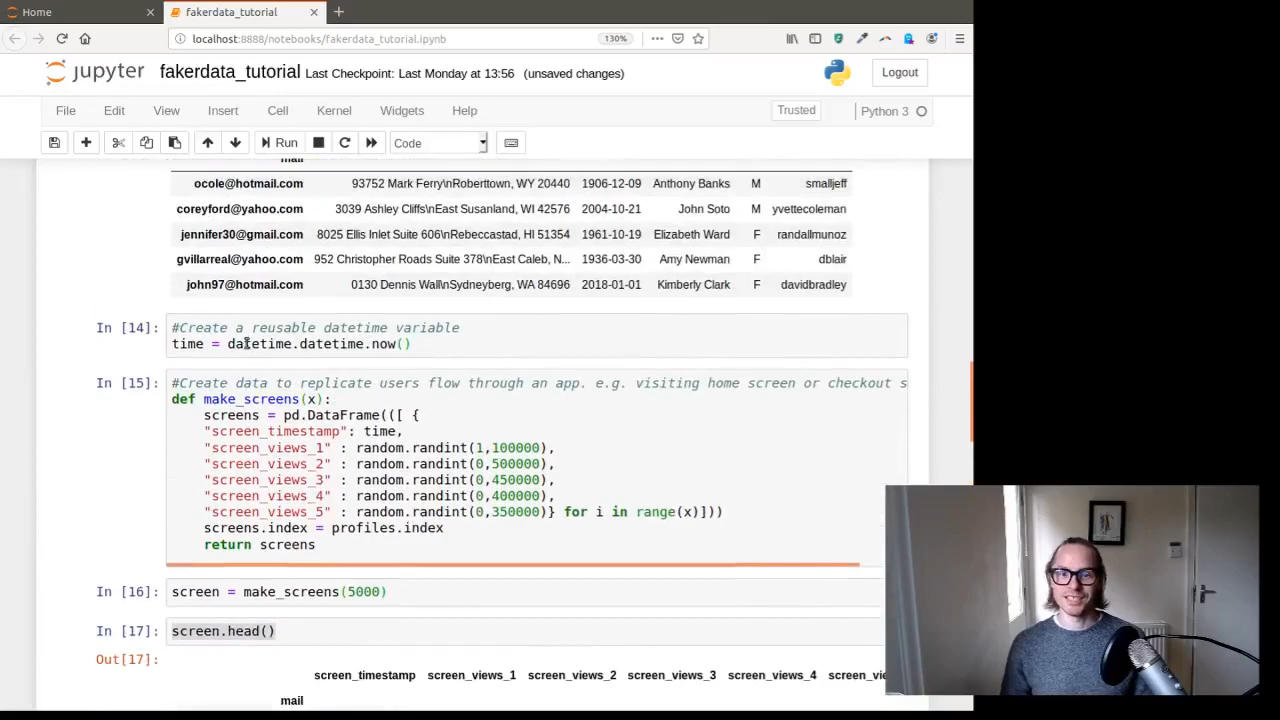 Home
fakerdata_tutorial
localhost:8888/notebooks/fakerdata_tutorial.ipynb
130%
jupyter fakerdata_tutorial Last Checkpoint: Last Monday at 13:56 (unsaved changes)
Logout
File Edit View Insert Cell Kernel Widgets Help
Trusted
Python 3
Run
Code
mail
ocole@hotmail.com 93752 Mark Ferry\nRoberttown, WY 20440 1906-12-09 Anthony Banks M smalljeff
coreyford@yahoo.com 3039 Ashley Cliffs\nEast Susanland, WI 42576 2004-10-21 John Soto M yvettecoleman
jennifer30@gmail.com 8025 Ellis Inlet Suite 606\nRebeccastad, HI 51354 1961-10-19 Elizabeth Ward F randallmunoz
gvillarreal@yahoo.com 952 Christopher Roads Suite 378\nEast Caleb, N... 1936-03-30 Amy Newman F dblair
john97@hotmail.com 0130 Dennis Wall\nSydneyberg, WA 84696 2018-01-01 Kimberly Clark F davidbradley
In [14]: #Create a reusable datetime variable
time = datetime.datetime.now()
In [15]: #Create data to replicate users flow through an app. e.g. visiting home screen or checkout s
def make_screens(x):
screens = pd.DataFrame(([ {
"screen_timestamp": time,
"screen_views_1" : random.randint(1,100000),
"screen_views_2" : random.randint(0,500000),
"screen_views_3" : random.randint(0,450000),
"screen_views_4" : random.randint(0,400000),
"screen_views_5" : random.randint(0,350000)} for i in range(x)]))
screens.index = profiles.index
return screens
In [16]: screen = make_screens(5000)
In [17]: screen.head()
Out[17]:
screen_timestamp screen_views_1 screen_views_2 screen_views_3 screen_views_4 screen_vie
mail